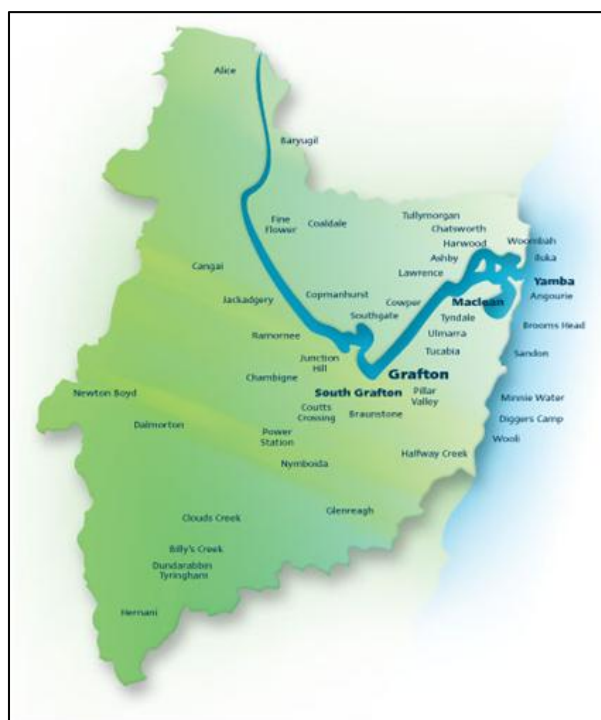 Alice
Baryugil
Fine
Flower
Coaldale
Tullymorgan
Chatsworth
Harwood
Woombah
Ashby
Iluka
Lawrence
Cangai
Yamba
Jackadgery
Copmanhurst
Cowper
Maclean
Angourie
Southgate
Tyndale
Brooms Head
Ramornee
Ulmarra
Junction
Hill
Tucabia
Sandon
Chambigne
Grafton
South Grafton
Pillar
Valley
Newton Boyd
Minnie Water
Coutts
Crossing
Braunstone
Diggers Camp
Dalmorton
Power
Station
Wooli
Halfway Creek
Nymboida
Glenreagh
Clouds Creek
Billy's Creek
Dundarabbin
Tyringham
Hernani